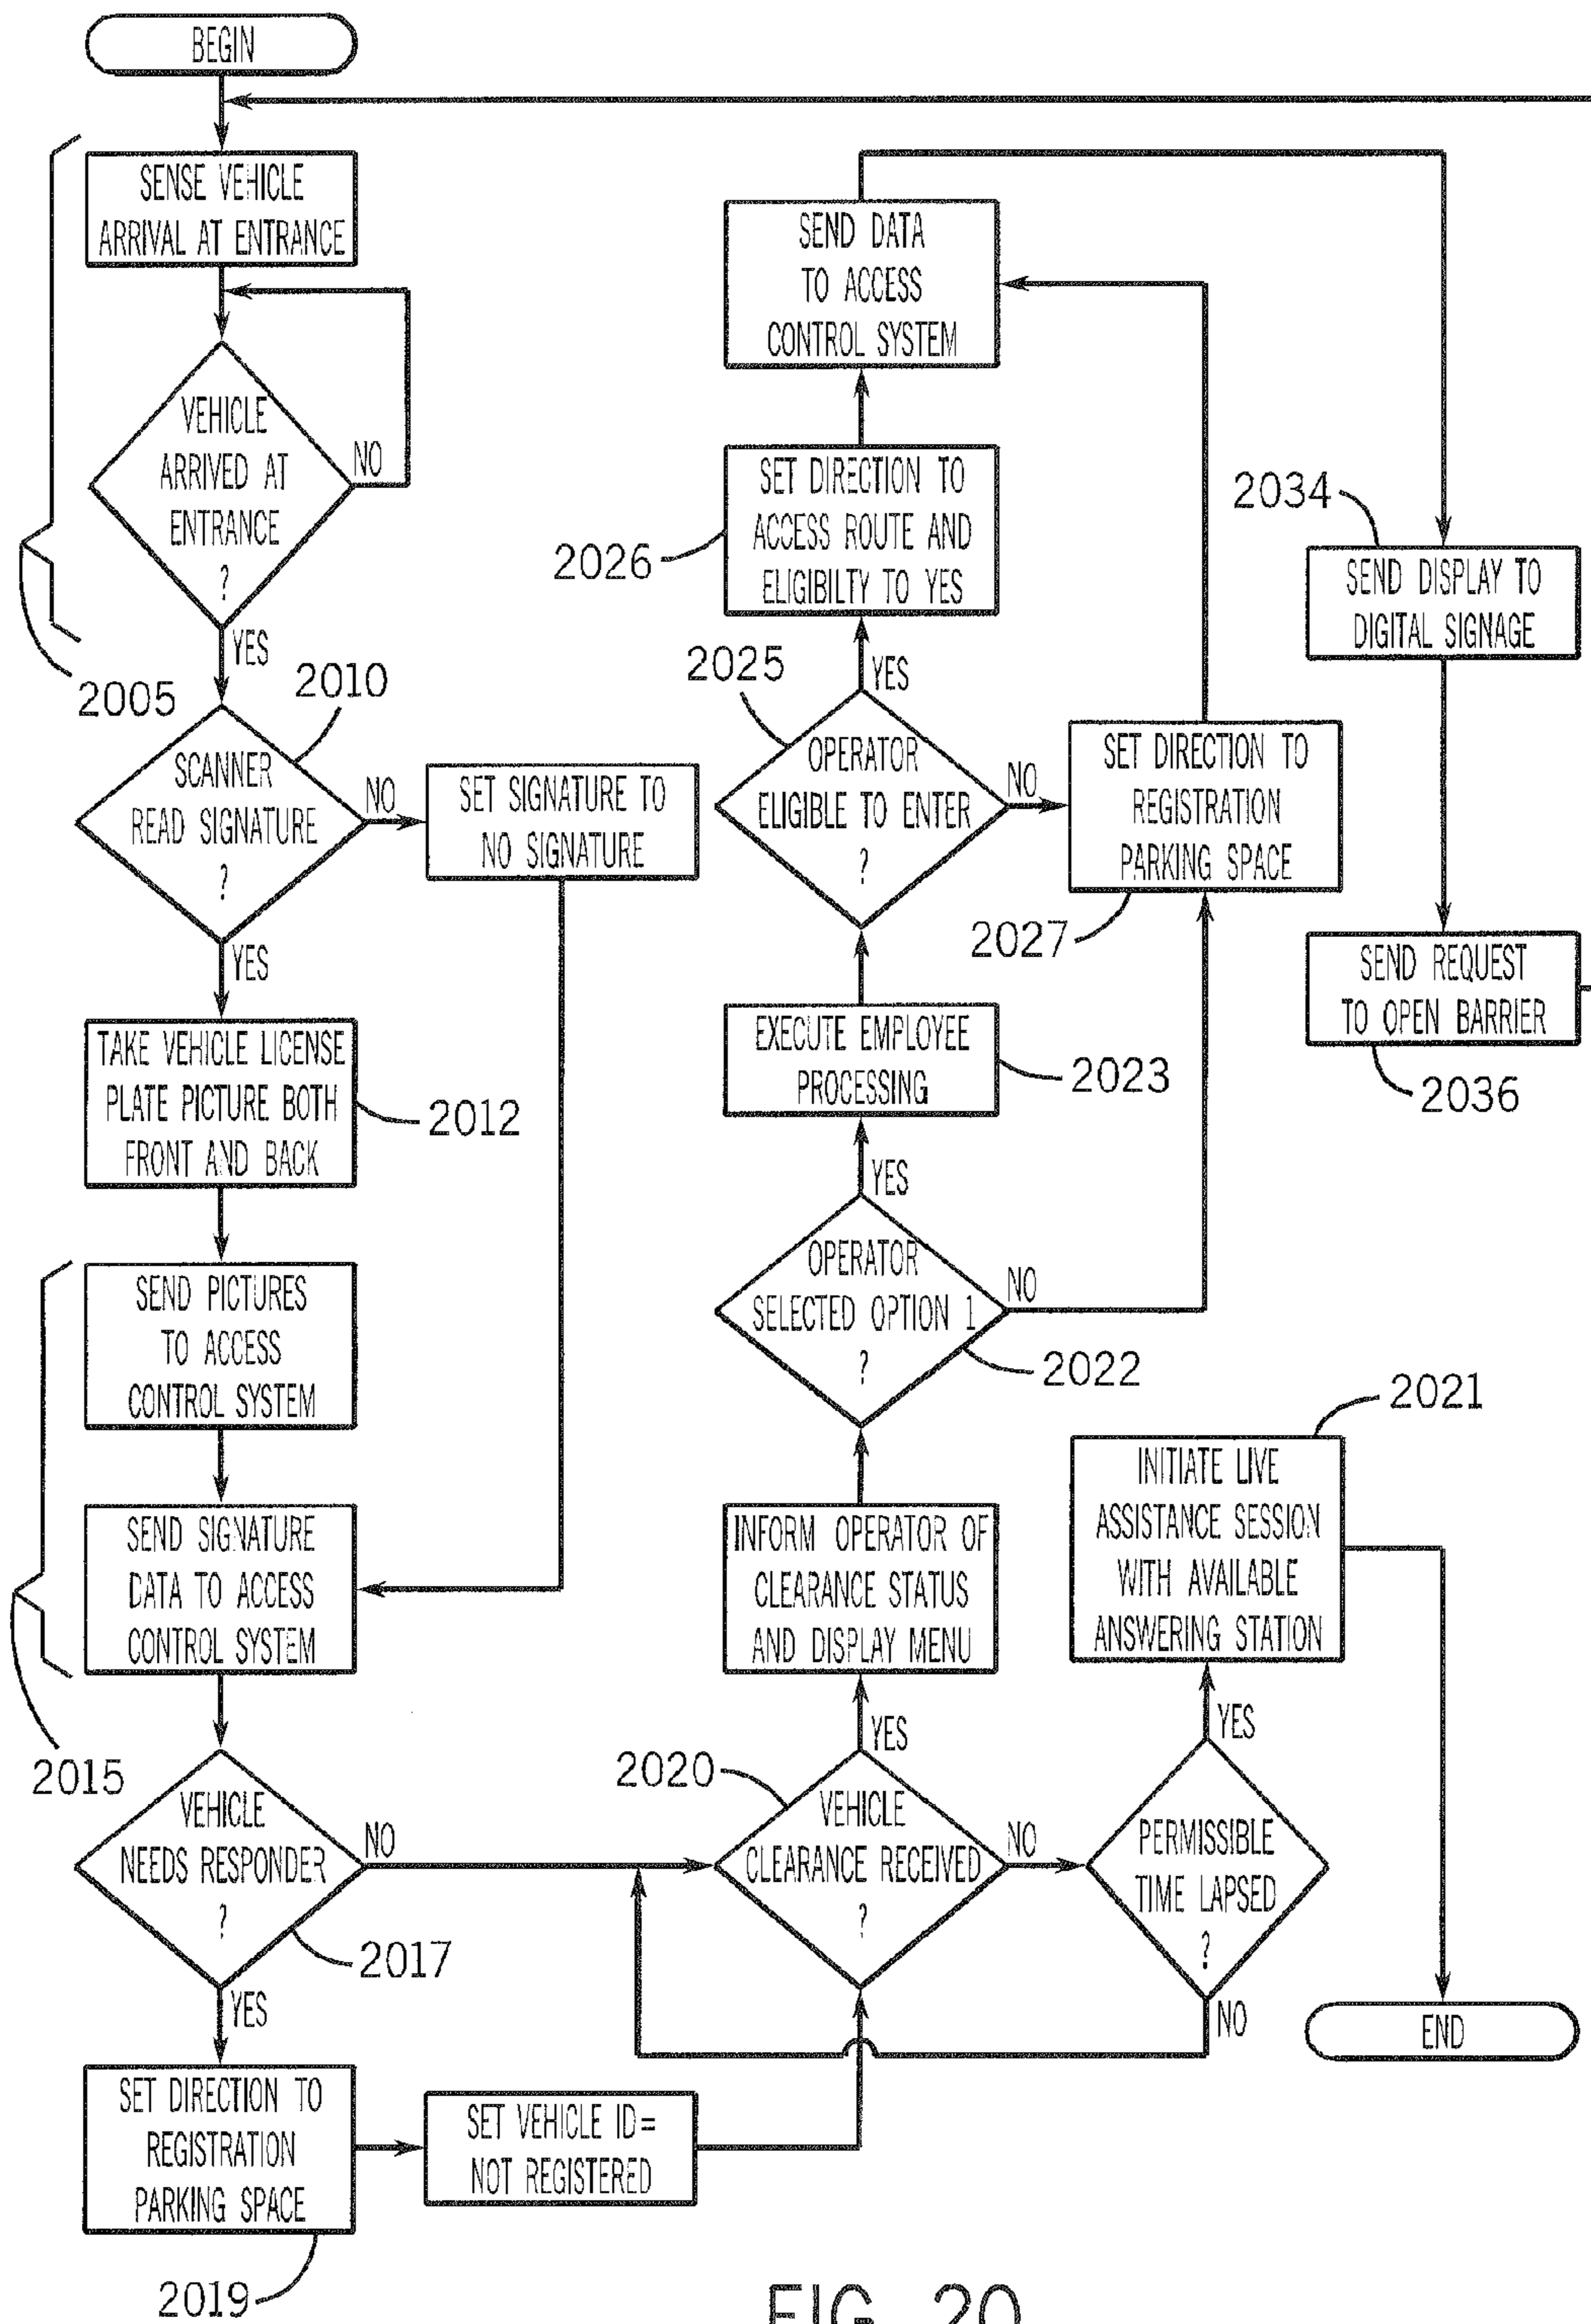 BEGIN
SENSE VEHICLE
ARRIVAL AT ENTRANCE
VEHICLE
ARRIVED AT
ENTRANCE
?
NO
YES
2005
2010
SCANNER
READ SIGNATURE
?
NO
SET SIGNATURE TO
NO SIGNATURE
YES
TAKE VEHICLE LICENSE
PLATE PICTURE BOTH
FRONT AND BACK
2012
SEND PICTURES
TO ACCESS
CONTROL SYSTEM
SEND SIGNATURE
DATA TO ACCESS
CONTROL SYSTEM
2015
VEHICLE
NEEDS RESPONDER
?
NO
2017
YES
SET DIRECTION TO
REGISTRATION
PARKING SPACE
2019
SET VEHICLE ID=
NOT REGISTERED
SEND DATA
TO ACCESS
CONTROL SYSTEM
SET DIRECTION TO
ACCESS ROUTE AND
ELIGIBILTY TO YES
2026
YES
2025
OPERATOR
ELIGIBLE TO ENTER
?
NO
SET DIRECTION TO
REGISTRATION
PARKING SPACE
2027
EXECUTE EMPLOYEE
PROCESSING
2023
YES
OPERATOR
SELECTED OPTION 1
?
NO
2022
INFORM OPERATOR OF
CLEARANCE STATUS
AND DISPLAY MENU
YES
2020
VEHICLE
CLEARANCE RECEIVED
?
NO
2021
INITIATE LIVE
ASSISTANCE SESSION
WITH AVAILABLE
ANSWERING STATION
YES
PERMISSIBLE
TIME LAPSED
?
NO
2034
SEND DISPLAY TO
DIGITAL SIGNAGE
SEND REQUEST
TO OPEN BARRIER
2036
END
FIG. 20